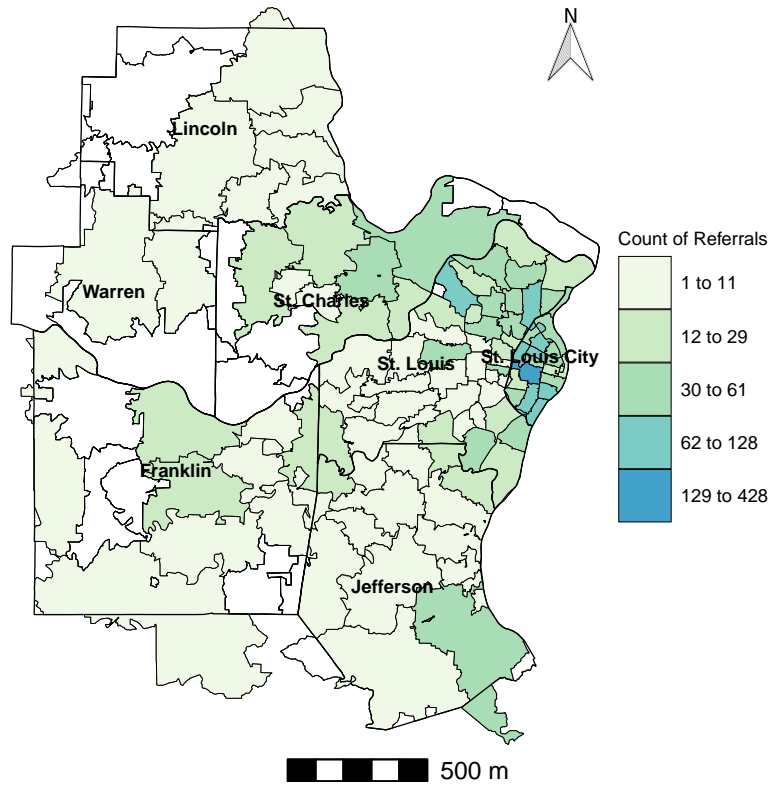 N
Lincoln
Count of Referrals
1 to 11
Warren
St. Charles
12 to 29
St. Louis
St. Louis City
30 to 61
62 to 128
Franklin
129 to 428
Jefferson
500 m